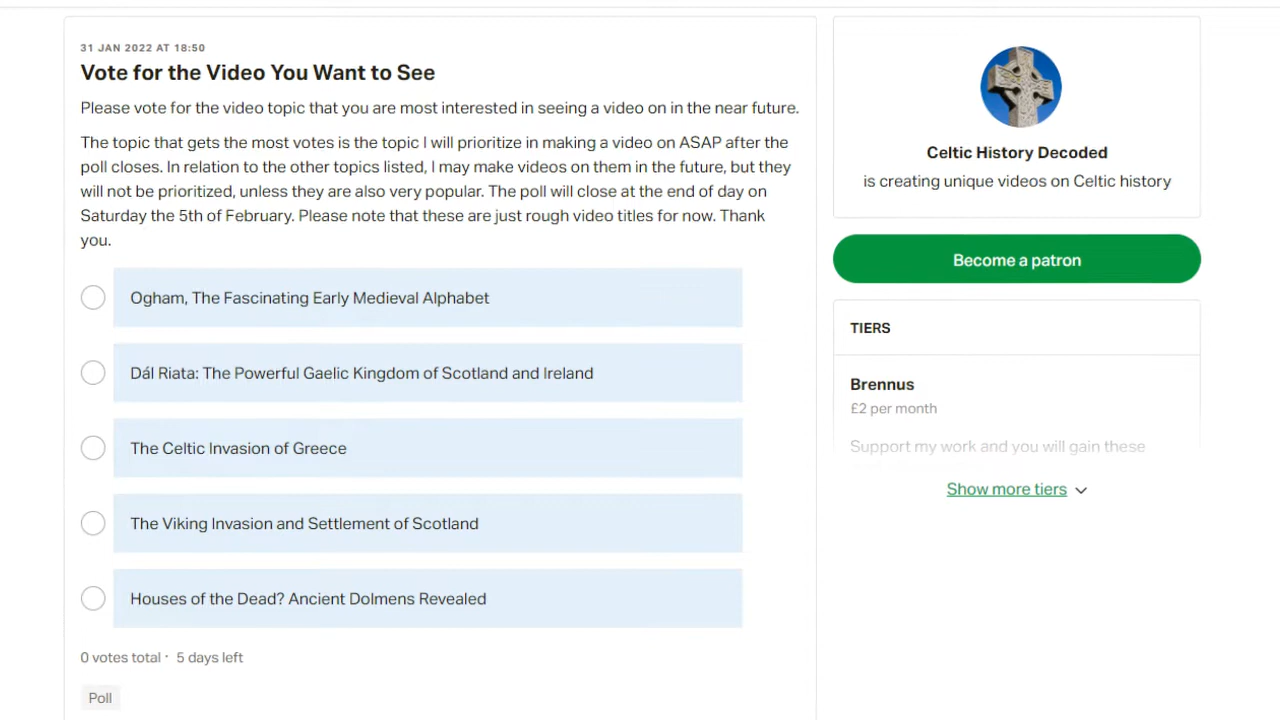 31 JAN 2022 AT 18:50
Vote for the Video You Want to See
Please vote for the video topic that you are most interested in seeing a video on in the near future.
The topic that gets the most votes is the topic I will prioritize in making a video on ASAP after the
poll closes. In relation to the other topics listed, I may make videos on them in the future, but they
will not be prioritized, unless they are also very popular. The poll will close at the end of day on
Saturday the 5th of February. Please note that these are just rough video titles for now. Thank
you.
Ogham, The Fascinating Early Medieval Alphabet
Dál Riata: The Powerful Gaelic Kingdom of Scotland and Ireland
The Celtic Invasion of Greece
The Viking Invasion and Settlement of Scotland
Houses of the Dead? Ancient Dolmens Revealed
0 votes total · 5 days left
Poll
Celtic History Decoded
is creating unique videos on Celtic history
Become a patron
TIERS
Brennus
£2 per month
Support my work and you will gain these
Show more tiers